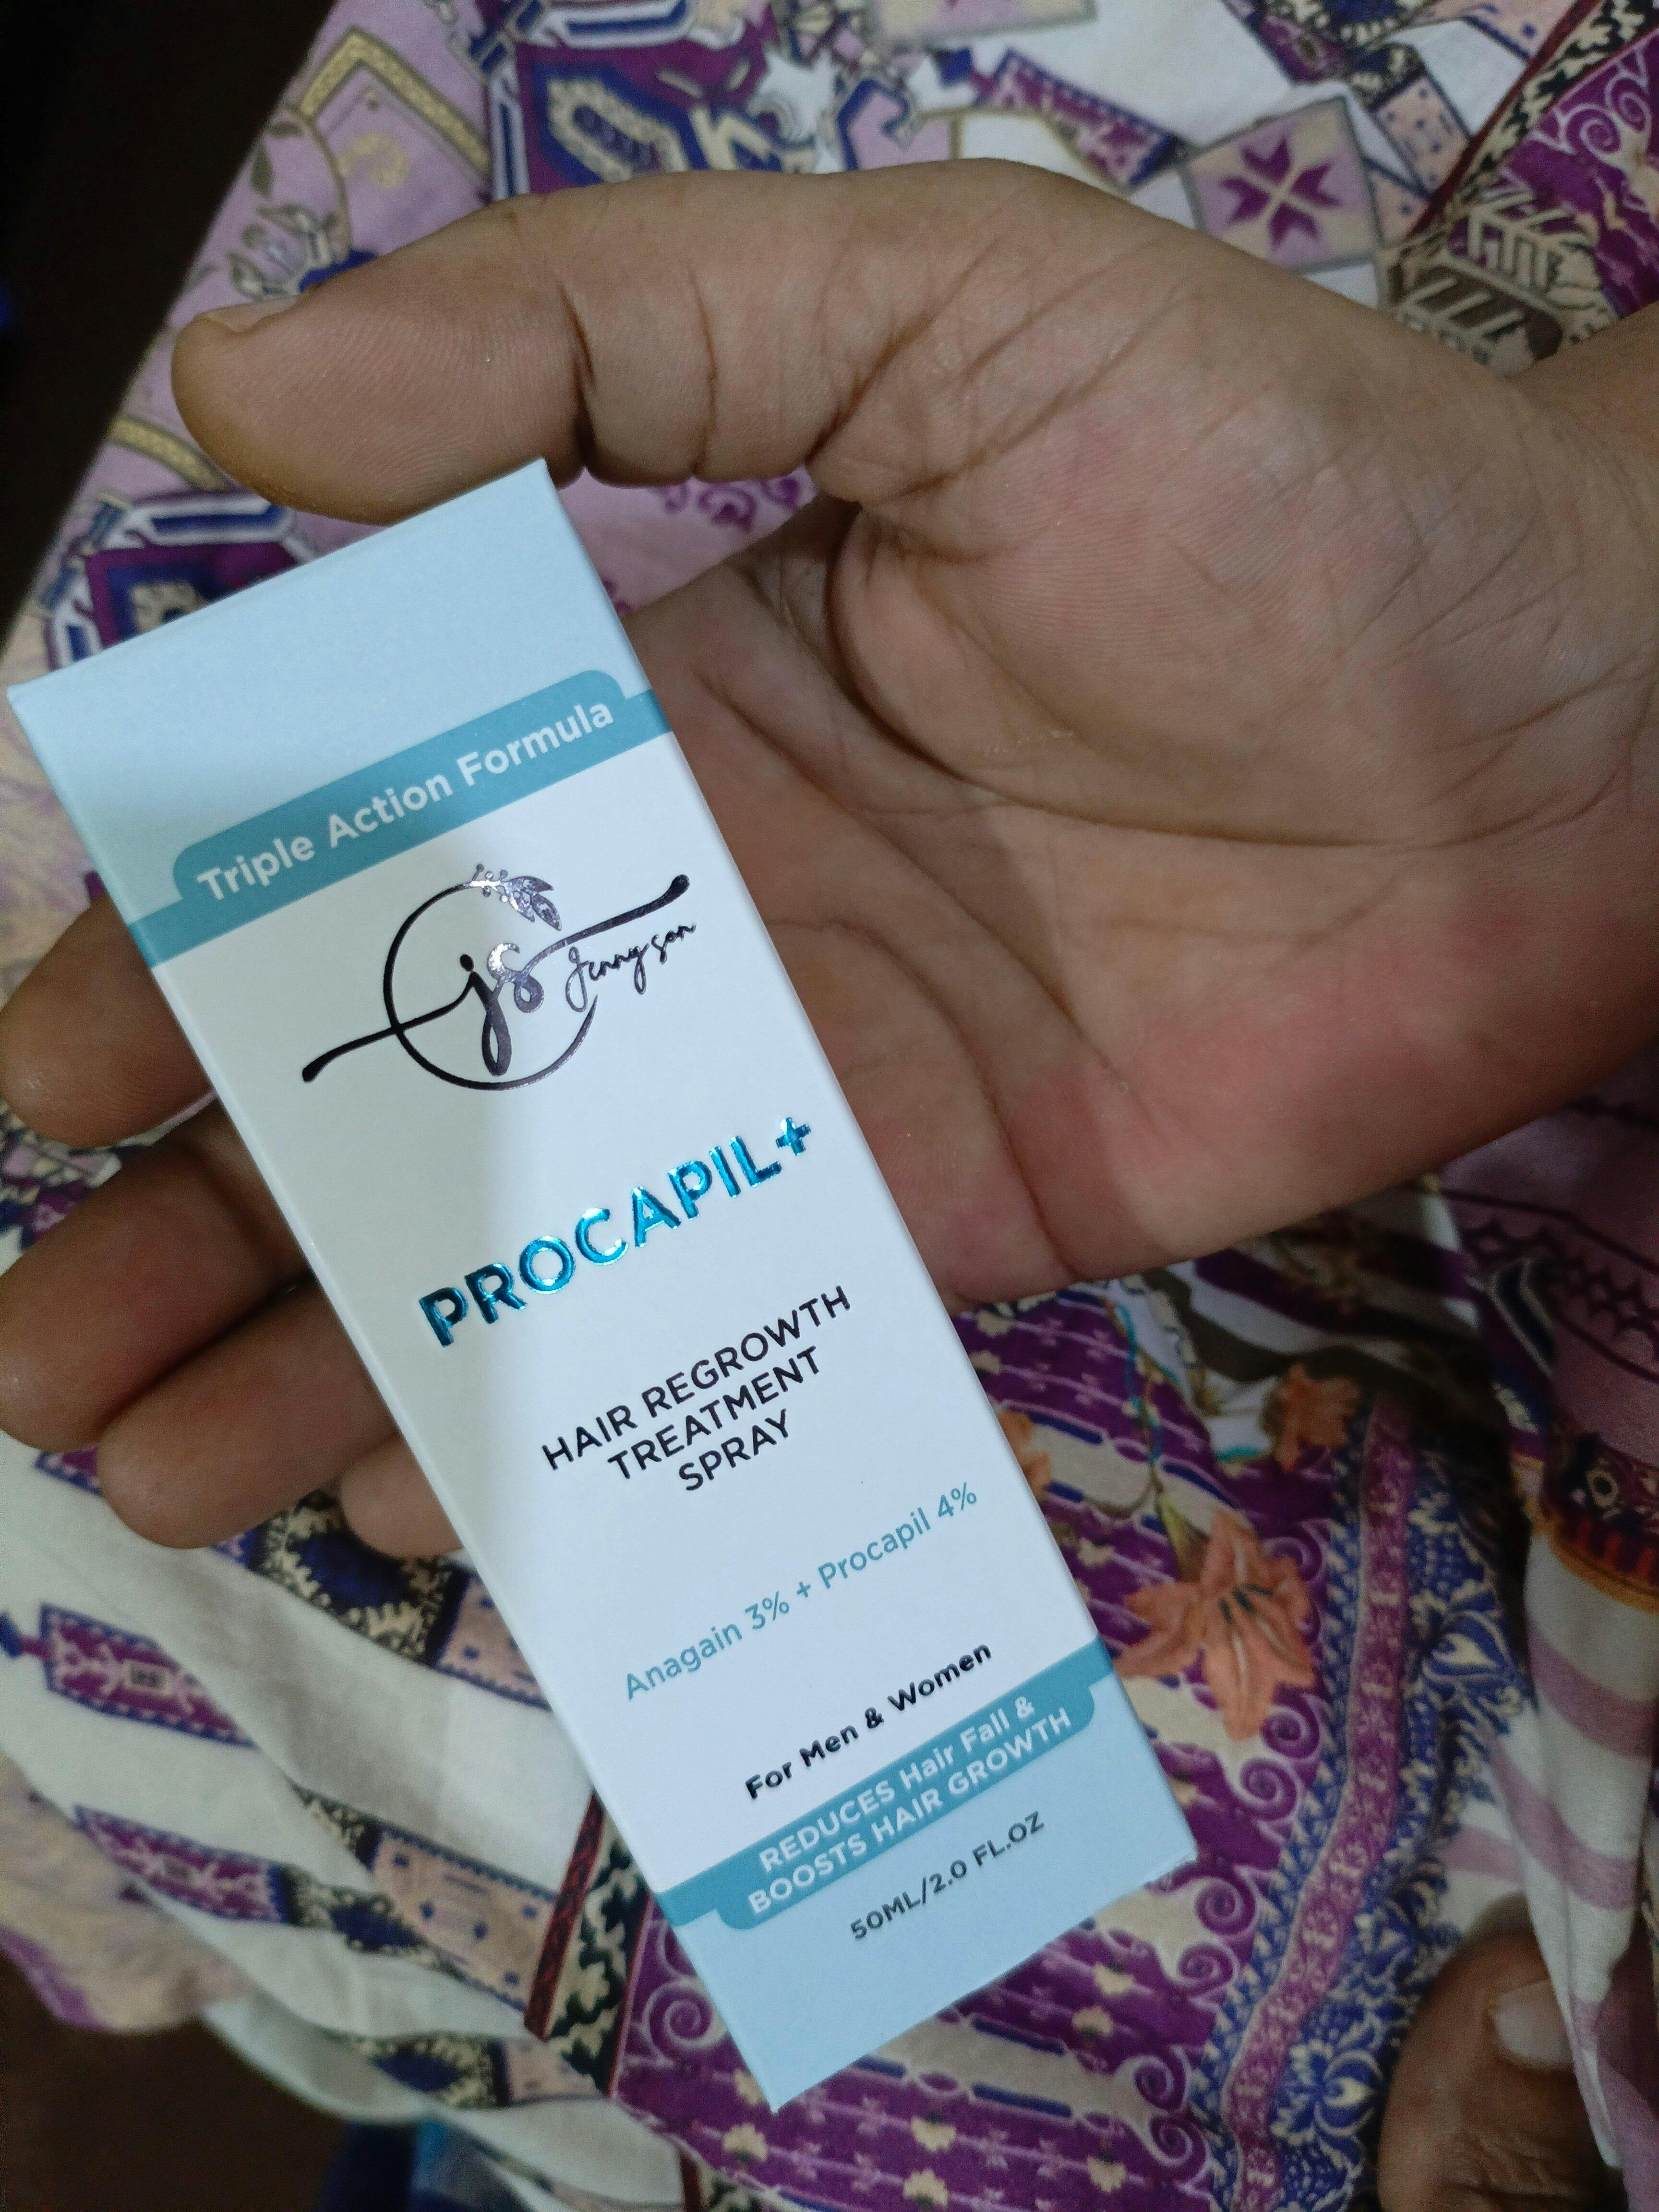 Triple Action Formula
js Jennyson
PROCAPIL+
HAIR REGROWTH
TREATMENT
SPRAY
Anagain 3% + Procapil 4%
For Men & Women
REDUCES Hair Fall &
BOOSTS HAIR GROWTH
50ML/2.0 FL.OZ